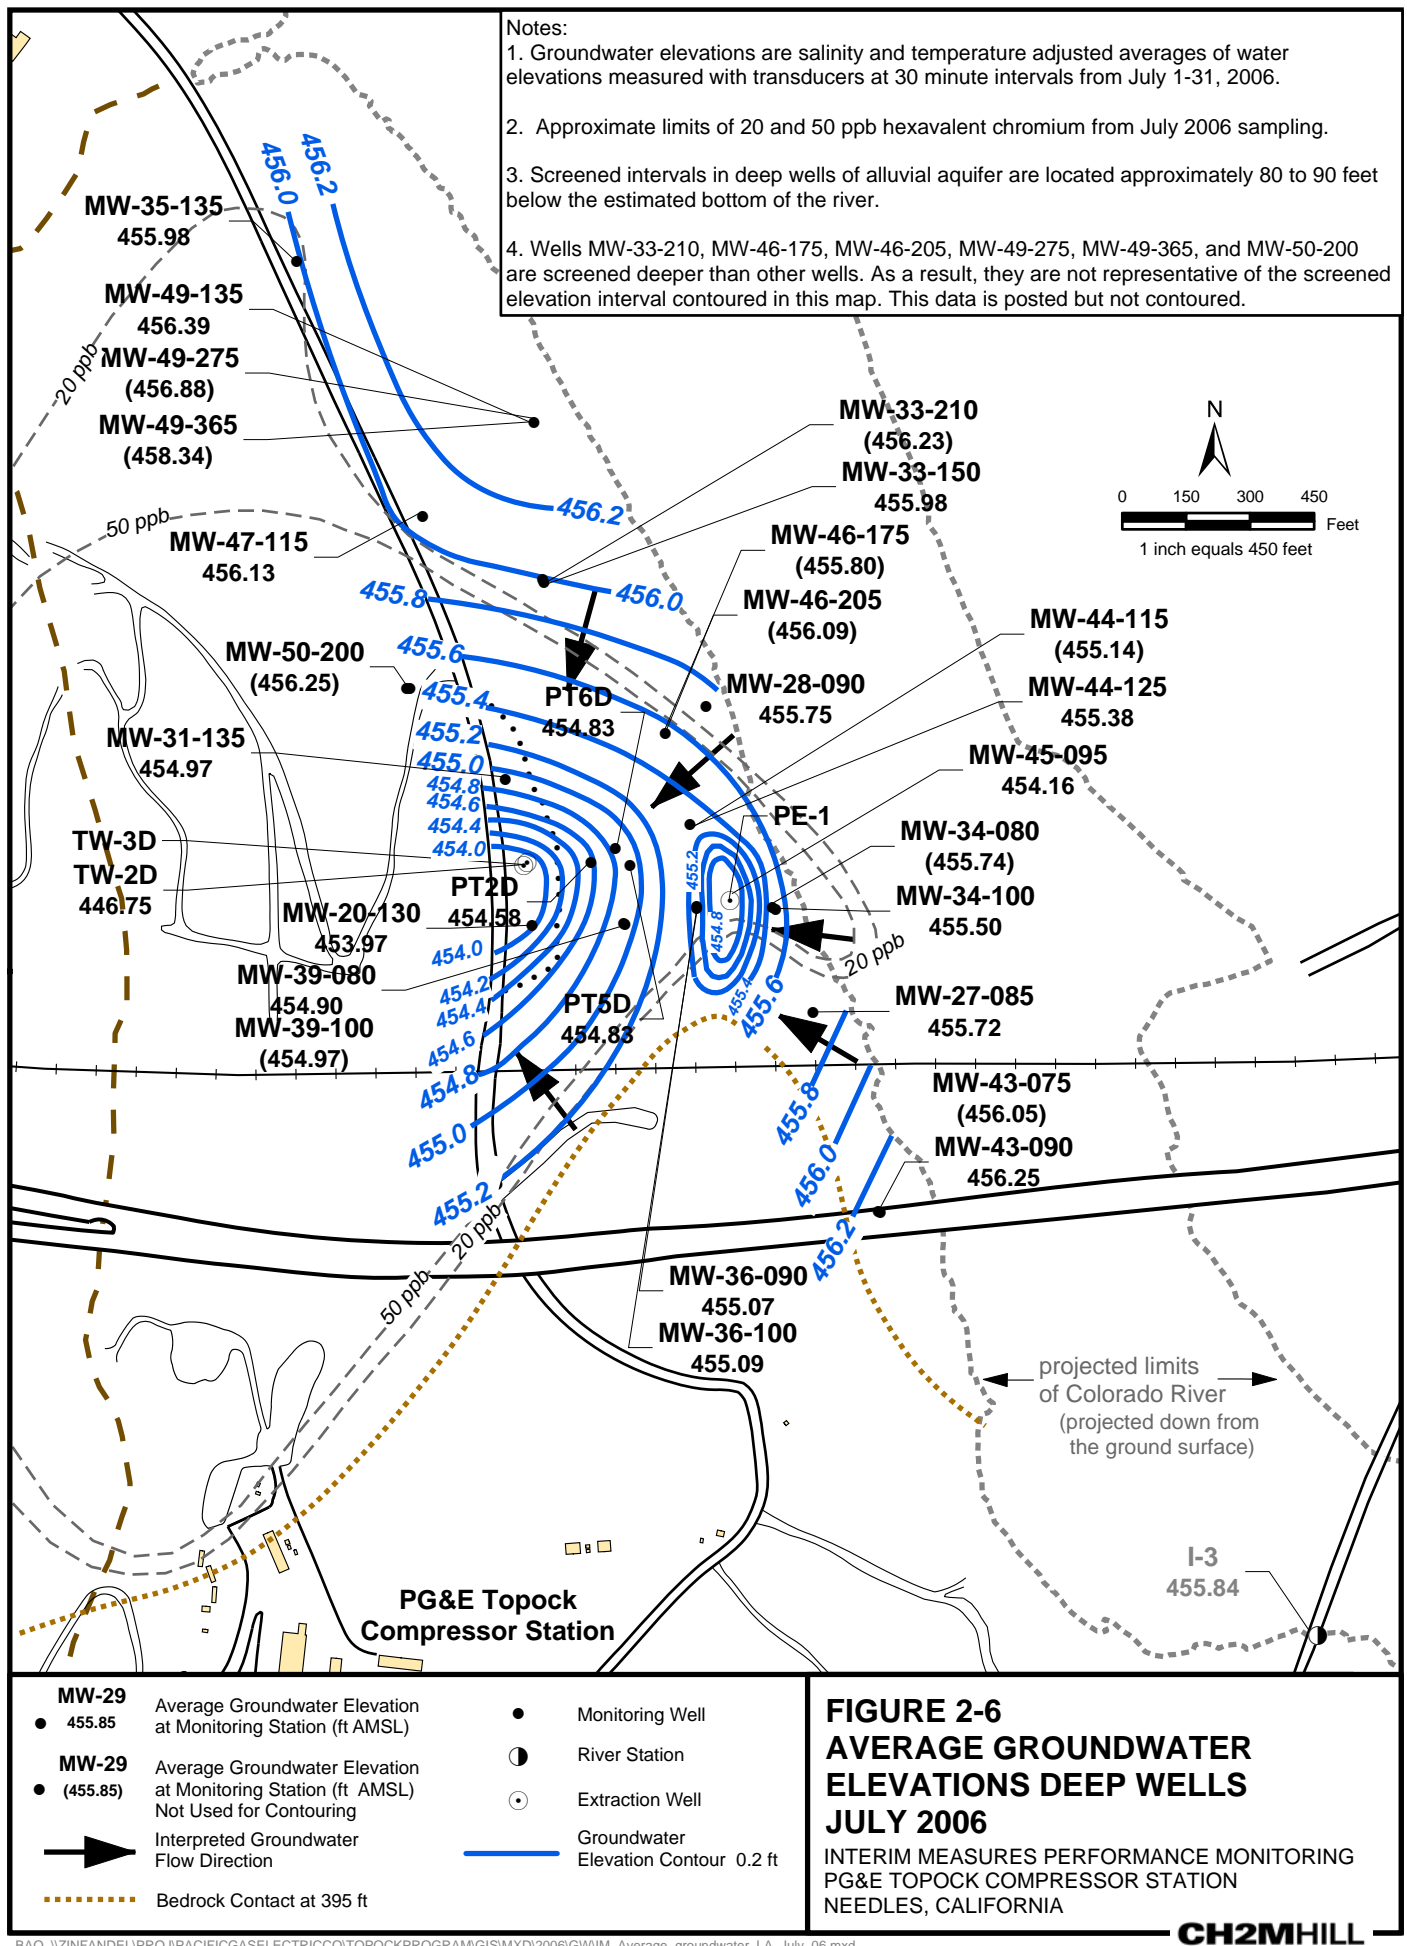 Notes:
1. Groundwater elevations are salinity and temperature adjusted averages of water
elevations measured with transducers at 30 minute intervals from July 1-31, 2006.
2. Approximate limits of 20 and 50 ppb hexavalent chromium from July 2006 sampling.
3. Screened intervals in deep wells of alluvial aquifer are located approximately 80 to 90 feet
below the estimated bottom of the river.
4. Wells MW-33-210, MW-46-175, MW-46-205, MW-49-275, MW-49-365, and MW-50-200
are screened deeper than other wells. As a result, they are not representative of the screened
elevation interval contoured in this map. This data is posted but not contoured.
456.0
456.2
MW-35-135
455.98
MW-49-135
456.39
20 ppb
MW-49-275
(456.88)
MW-49-365
(458.34)
MW-33-210
(456.23)
MW-33-150
455.98
N
0 150 300 450
Feet
1 inch equals 450 feet
456.2
50 ppb
MW-47-115
456.13
MW-46-175
(455.80)
455.8
456.0
MW-46-205
(456.09)
MW-44-115
(455.14)
455.6
MW-50-200
(456.25)
455.4
PT6D
454.83
MW-28-090
455.75
MW-44-125
455.38
MW-31-135
454.97
455.2
455.0
454.8
454.6
454.4
454.0
MW-45-095
454.16
PE-1
TW-3D
TW-2D
446.75
MW-34-080
(455.74)
455.2
PT2D
454.58
MW-34-100
455.50
MW-20-130
453.97
454.8
454.0
20 ppb
MW-39-080
454.90
454.2
454.4
455.4
455.6
MW-27-085
455.72
PT5D
454.83
MW-39-100
(454.97)
454.6
454.8
455.8
MW-43-075
(456.05)
455.0
456.0
MW-43-090
456.25
455.2
20 ppb
456.2
50 ppb
MW-36-090
455.07
MW-36-100
455.09
projected limits
of Colorado River
(projected down from
the ground surface)
I-3
455.84
PG&E Topock
Compressor Station
MW-29
455.85
Average Groundwater Elevation
at Monitoring Station (ft AMSL)
MW-29
(455.85)
Average Groundwater Elevation
at Monitoring Station (ft AMSL)
Not Used for Contouring
Interpreted Groundwater
Flow Direction
Bedrock Contact at 395 ft
Monitoring Well
River Station
Extraction Well
Groundwater
Elevation Contour 0.2 ft
FIGURE 2-6
AVERAGE GROUNDWATER
ELEVATIONS DEEP WELLS
JULY 2006
INTERIM MEASURES PERFORMANCE MONITORING
PG&E TOPOCK COMPRESSOR STATION
NEEDLES, CALIFORNIA
CH2MHILL